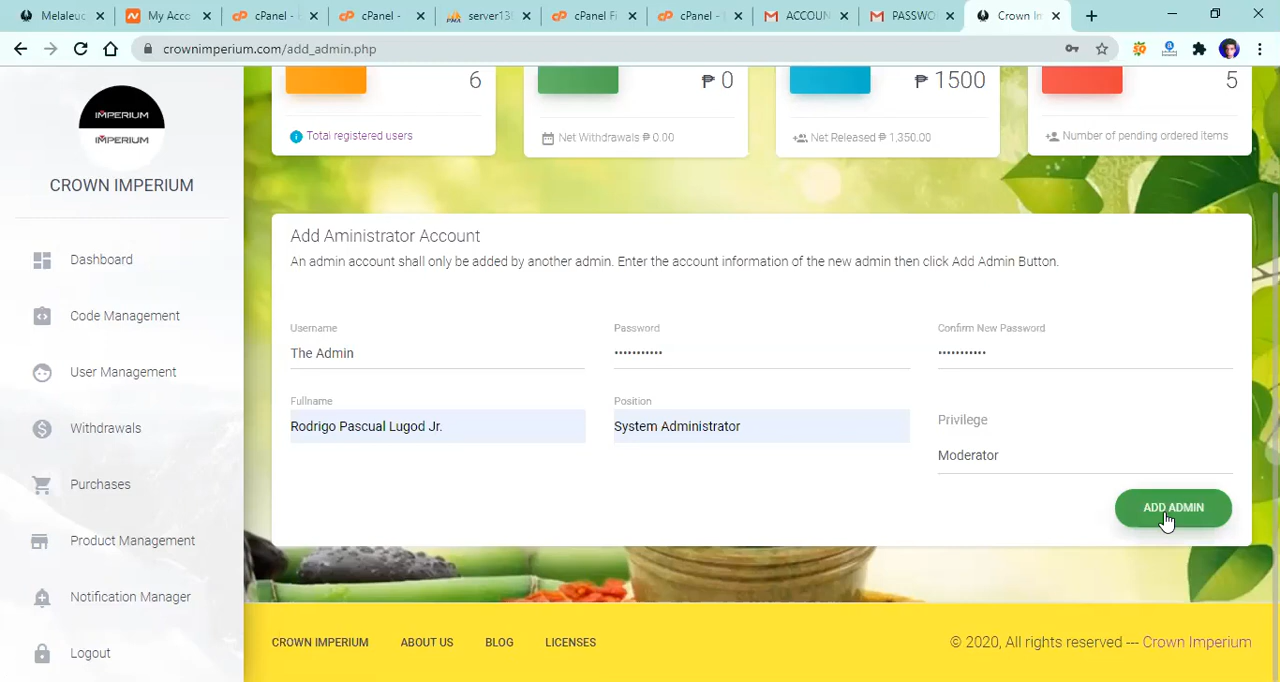 Melaleuc
My Acco
cPanel -
cPanel -
server13
cPanel Fi
cPanel -
ACCOUN
PASSWO
Crown Im
crownimperium.com/add_admin.php
IMPERIUM
IMPERIUM
CROWN IMPERIUM
Dashboard
Code Management
User Management
Withdrawals
Purchases
Product Management
Notification Manager
Logout
6
₱ 0
₱ 1500
5
Total registered users
Net Withdrawals ₱ 0.00
Net Released ₱ 1,350.00
Number of pending ordered items
Add Aministrator Account
An admin account shall only be added by another admin. Enter the account information of the new admin then click Add Admin Button.
Username
Password
Confirm New Password
The Admin
•••••••••••
•••••••••••
Fullname
Position
Privilege
Rodrigo Pascual Lugod Jr.
System Administrator
Moderator
ADD ADMIN
CROWN IMPERIUM
ABOUT US
BLOG
LICENSES
© 2020, All rights reserved --- Crown Imperium